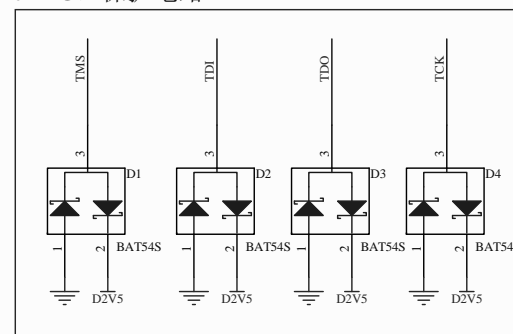 TMS TDI TDO TCK
3 3 3 3
D1 D2 D3 D4
1 2 1 2 1 2 1 2
BAT54S BAT54S BAT54S BAT54
D2V5 D2V5 D2V5 D2V5